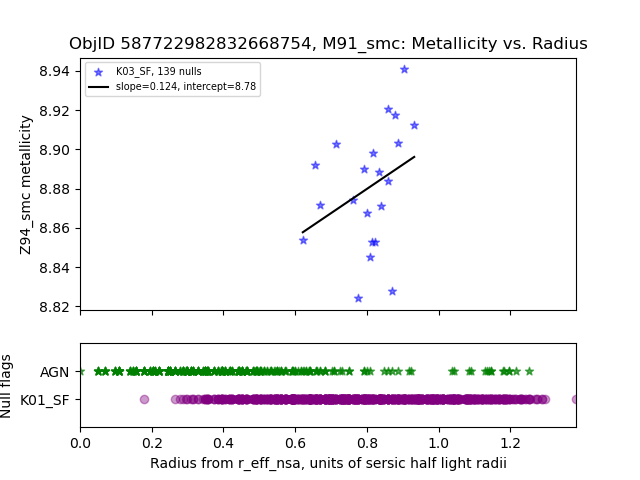 ObjID 587722982832668754, M91_smc: Metallicity vs. Radius
K03_SF, 139 nulls
slope=0.124, intercept=8.78
Z94_smc metallicity
8.94
8.92
8.90
8.88
8.86
8.84
8.82
Null flags
AGN
K01_SF
0.0 0.2 0.4 0.6 0.8 1.0 1.2
Radius from r_eff_nsa, units of sersic half light radii